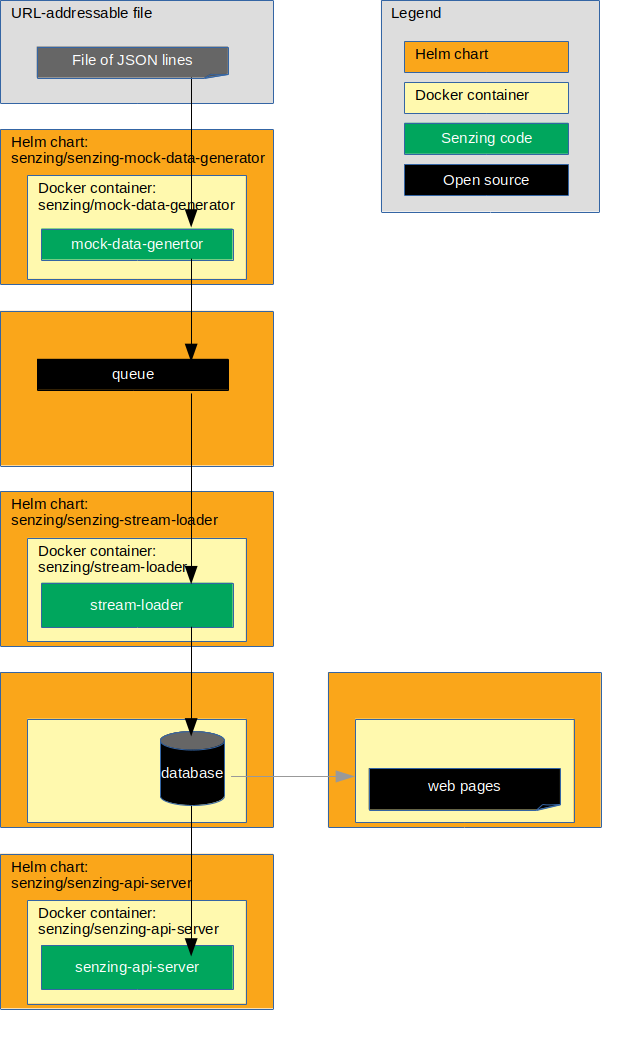 URL-addressable file
File of JSON lines
Helm chart:
senzing/senzing-mock-data-generator
Docker container:
senzing/mock-data-generator
mock-data-genertor
queue
Helm chart:
senzing/senzing-stream-loader
Docker container:
senzing/stream-loader
stream-loader
database
web pages
Helm chart:
senzing/senzing-api-server
Docker container:
senzing/senzing-api-server
senzing-api-server
Legend
Helm chart
Docker container
Senzing code
Open source